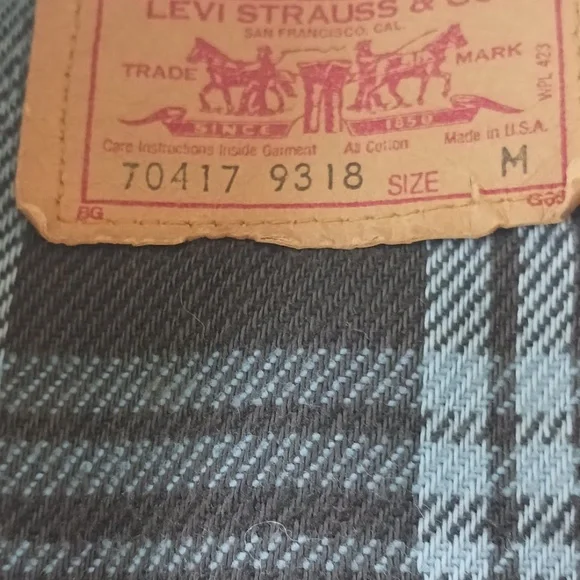 LEVI STRAUSS & CO
SAN FRANCISCO, CAL.
TRADE MARK
WPL 423
SINCE 1850
Care Instructions Inside Garment All Cotton Made in U.S.A.
70417 9318 SIZE M
BG